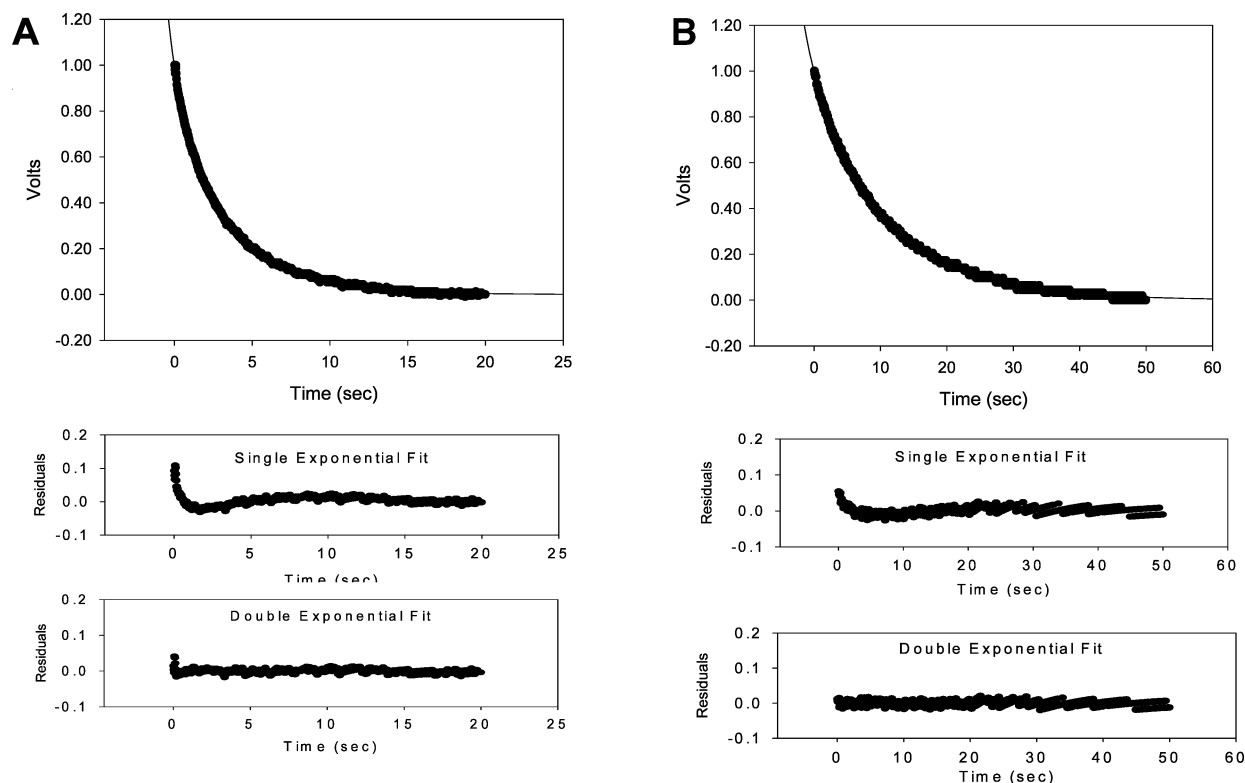 A
1.20
1.00
0.80
0.60
0.40
0.20
0.00
-0.20
Volts
0 5 10 15 20 25
Time (sec)
0.2
0.1
0.0
-0.1
Residuals
Single Exponential Fit
0 5 10 15 20 25
Time (sec)
0.2
0.1
0.0
-0.1
Residuals
Double Exponential Fit
0 5 10 15 20 25
Time (sec)
B
1.20
1.00
0.80
0.60
0.40
0.20
0.00
-0.20
Volts
0 10 20 30 40 50 60
Time (sec)
0.2
0.1
0.0
-0.1
Residuals
Single Exponential Fit
0 10 20 30 40 50 60
Time (sec)
0.2
0.1
0.0
-0.1
Residuals
Double Exponential Fit
0 10 20 30 40 50 60
Time (sec)